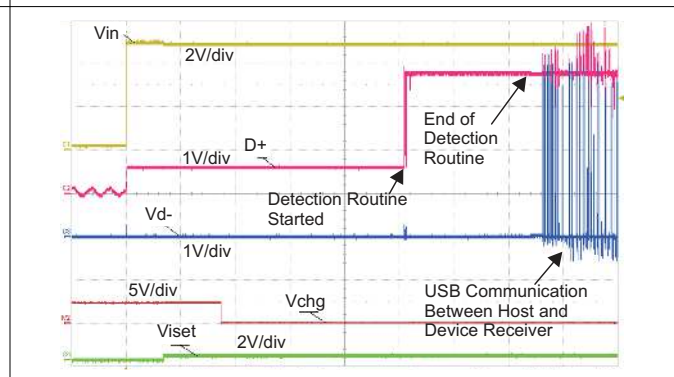 Vin
2V/div
End of
Detection
Routine
D+
1V/div
Detection Routine
Started
Vd-
1V/div
5V/div
Vchg
USB Communication
Between Host and
Device Receiver
Viset
2V/div